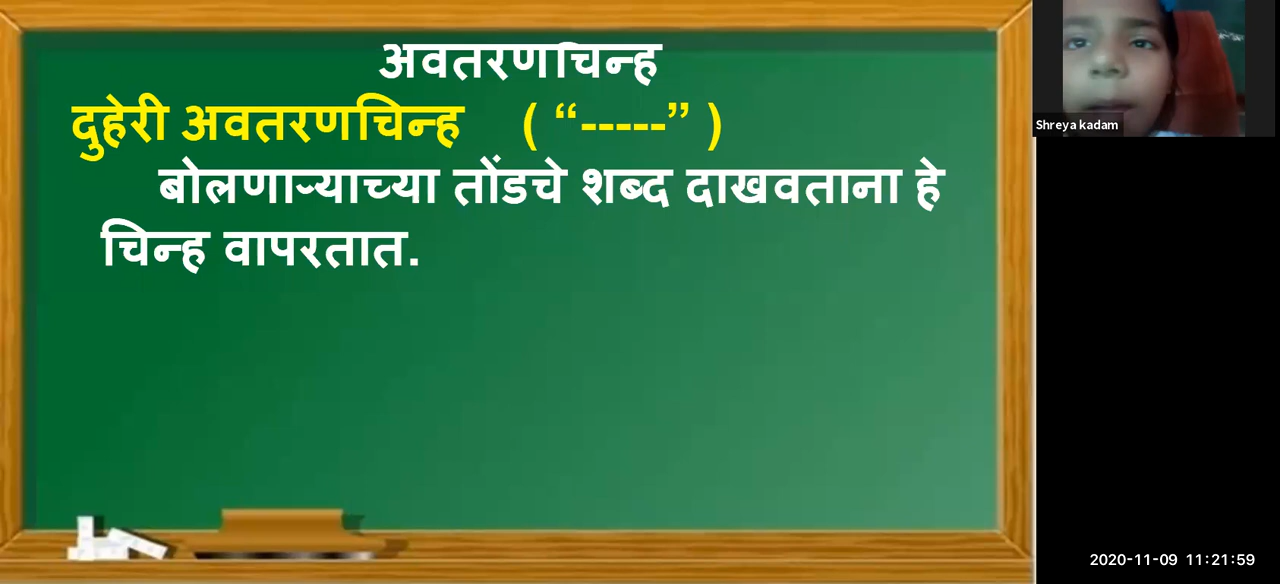 अवतरणचिन्ह
दुहेरी अवतरणचिन्ह ( “-----” )
बोलणाऱ्याच्या तोंडचे शब्द दाखवताना हे
चिन्ह वापरतात.
Shreya kadam
2020-11-09 11:21:59